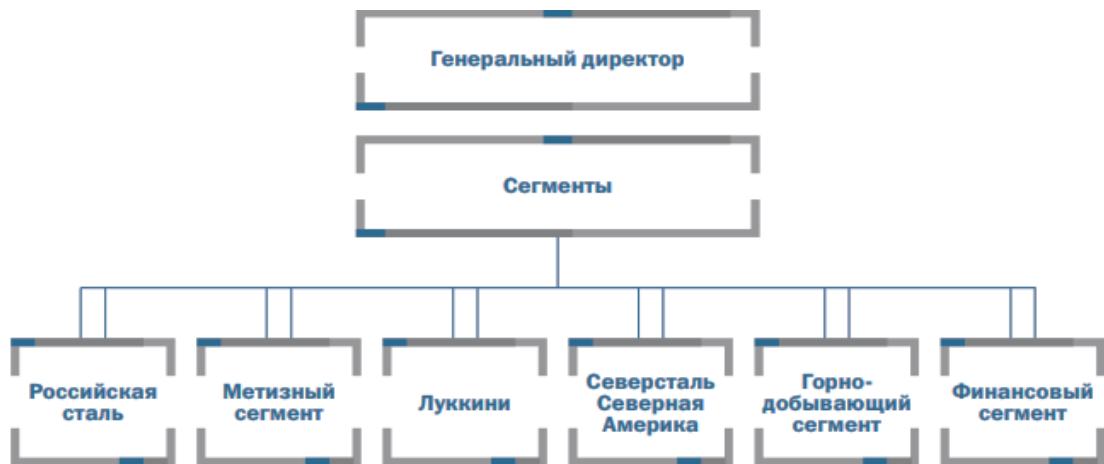 Генеральный директор
Сегменты
Российская
сталь
Метизный
сегмент
Луккини
Северсталь
Северная
Америка
Горно-
добывающий
сегмент
Финансовый
сегмент